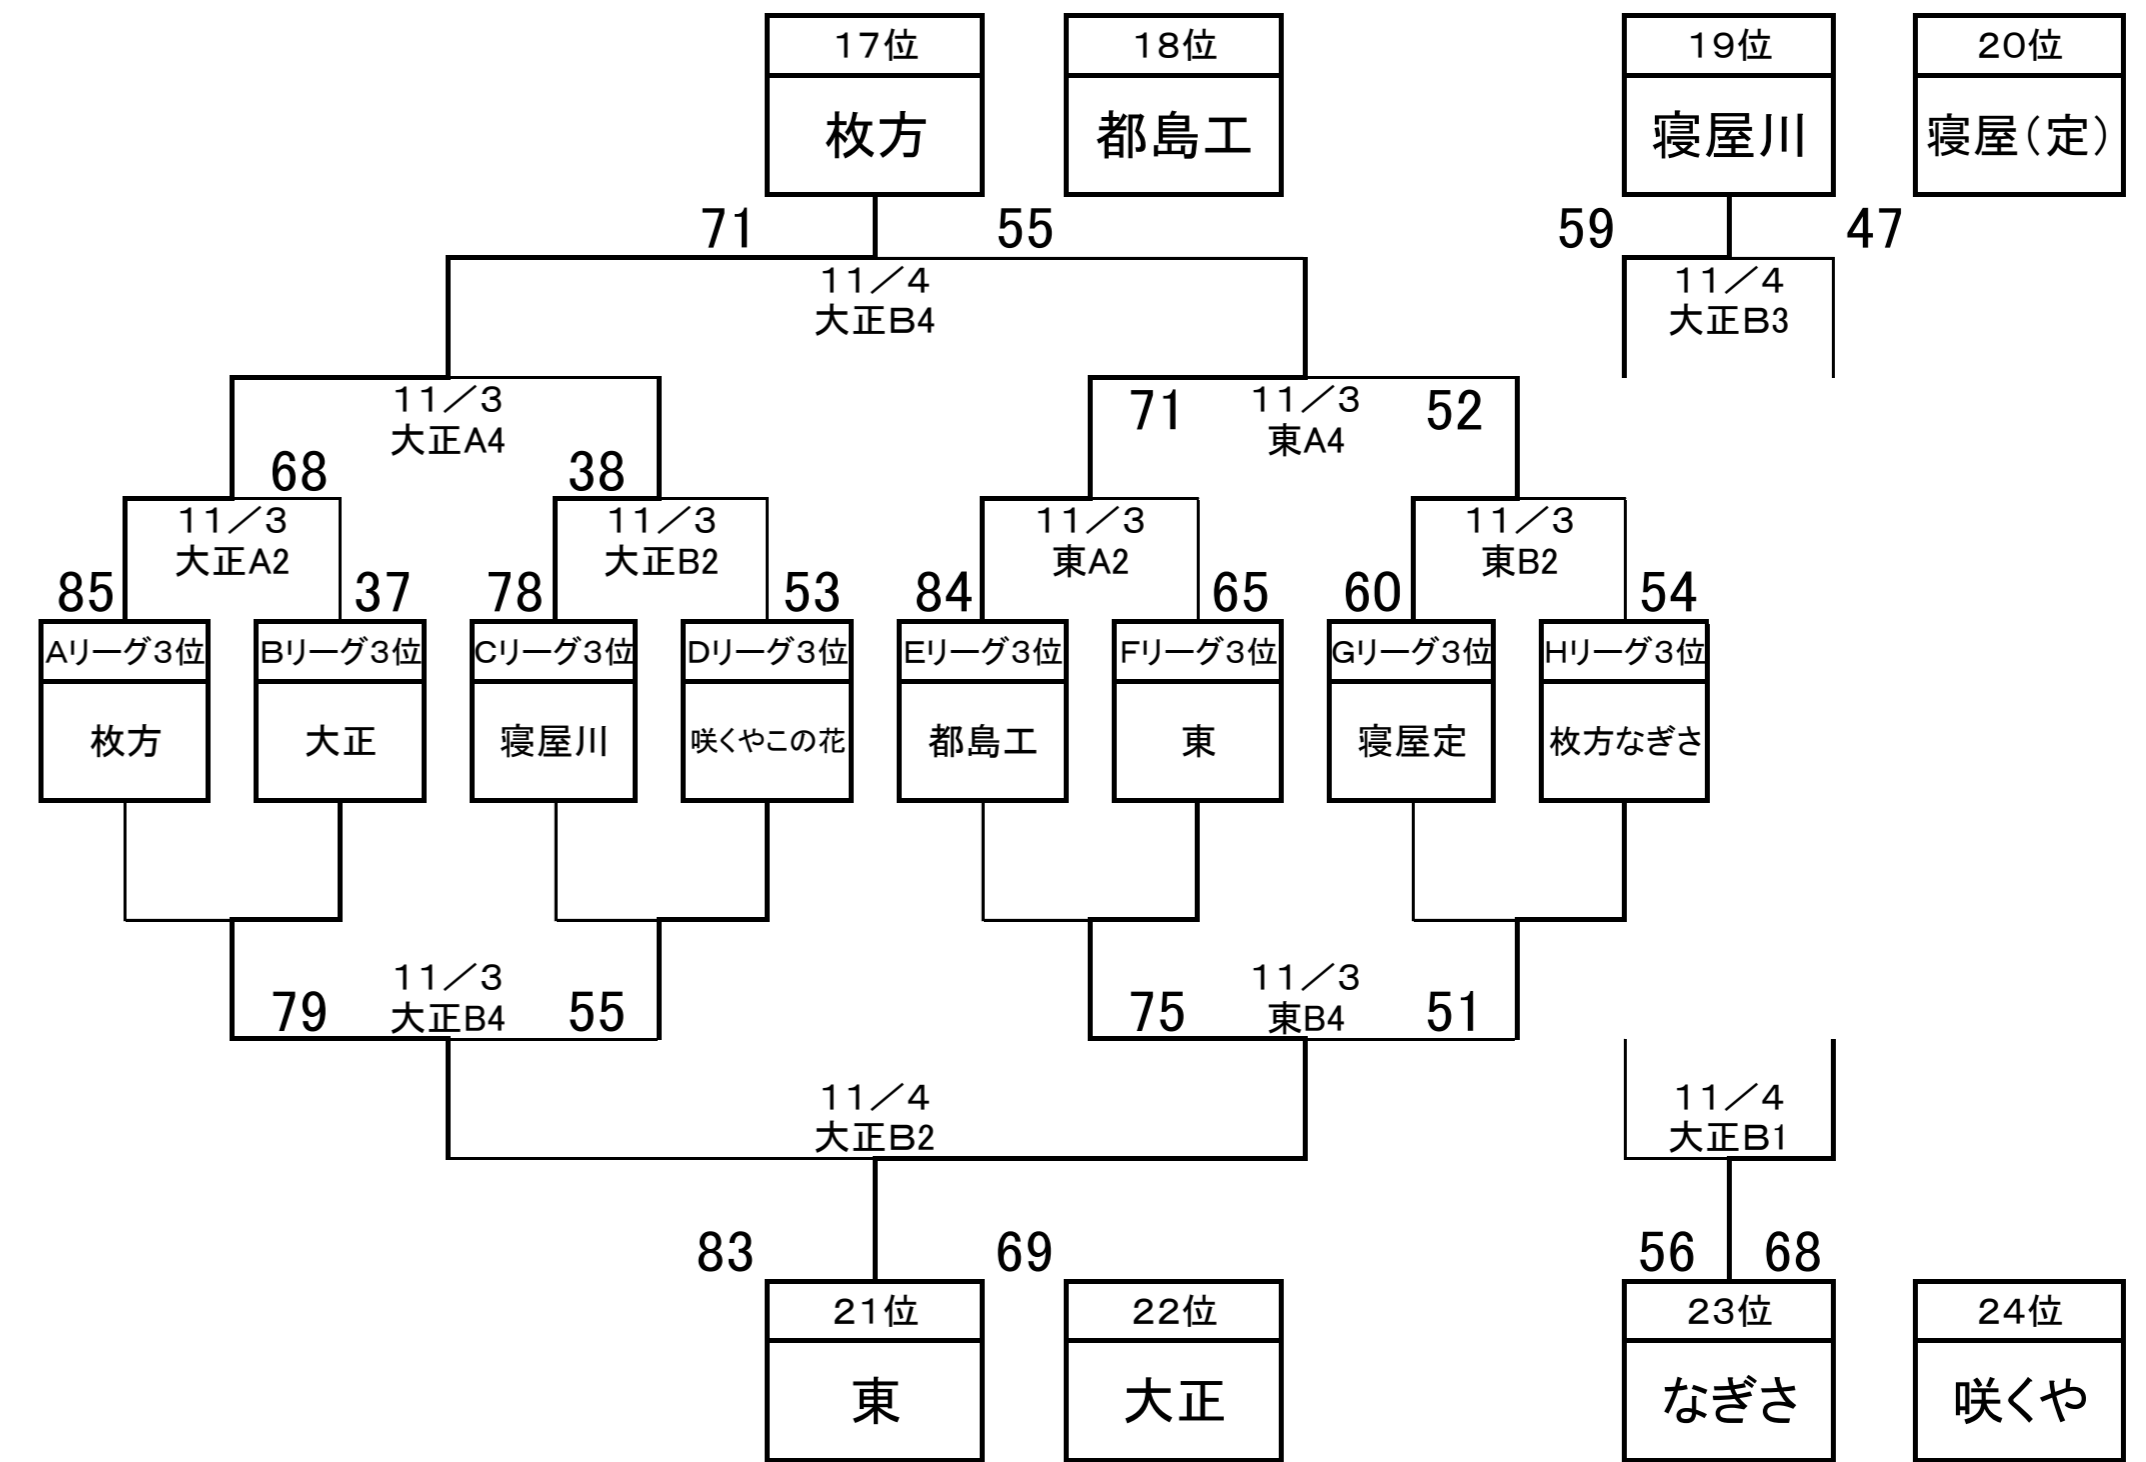 17位 18位 19位 20位
枚方 都島工 寝屋川 寝屋(定)
71 55 59 47
11／4 11／4
大正B4 大正B3
11／3 71 11／3 52
大正A4 東A4
68 38
11／3 11／3 11／3 11／3
大正A2 大正B2 東A2 東B2
85 37 78 53 84 65 60 54
Aリーグ3位 Bリーグ3位 Cリーグ3位 Dリーグ3位 Eリーグ3位 Fリーグ3位 Gリーグ3位 Hリーグ3位
枚方 大正 寝屋川 咲くやこの花 都島工 東 寝屋定 枚方なぎさ
11／3 11／3
79 大正B4 55 75 東B4 51
11／4 11／4
大正B2 大正B1
83 69 56 68
21位 22位 23位 24位
東 大正 なぎさ 咲くや